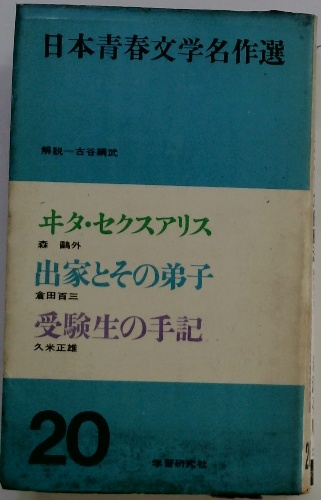 日本青春文学名作選
解説―古谷綱武
ヰタ・セクスアリス
森 鷗外
出家とその弟子
倉田百三
受験生の手記
久米正雄
20
学習研究社